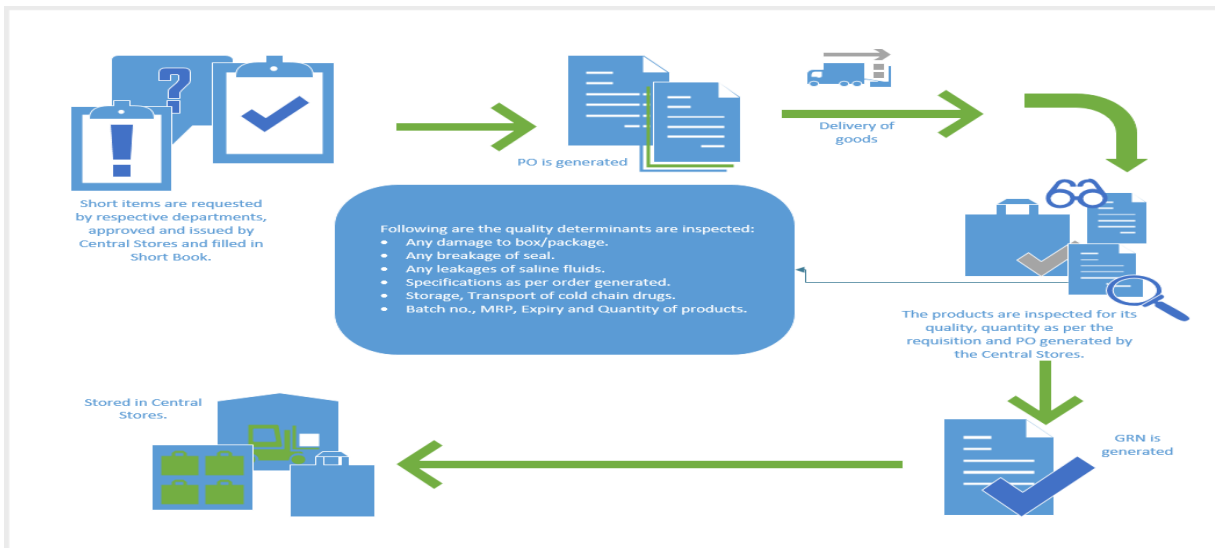 Short items are requested
by respective departments,
approved and issued by
Central Stores and filled in
Short Book.
PO is generated
Delivery of
goods
The products are inspected for its
quality, quantity as per the
requisition and PO generated by
the Central Stores.
Following are the quality determinants are inspected:
• Any damage to box/package.
• Any breakage of seal.
• Any leakages of saline fluids.
• Specifications as per order generated.
• Storage, Transport of cold chain drugs.
• Batch no., MRP, Expiry and Quantity of products.
GRN is
generated
Stored in Central
Stores.